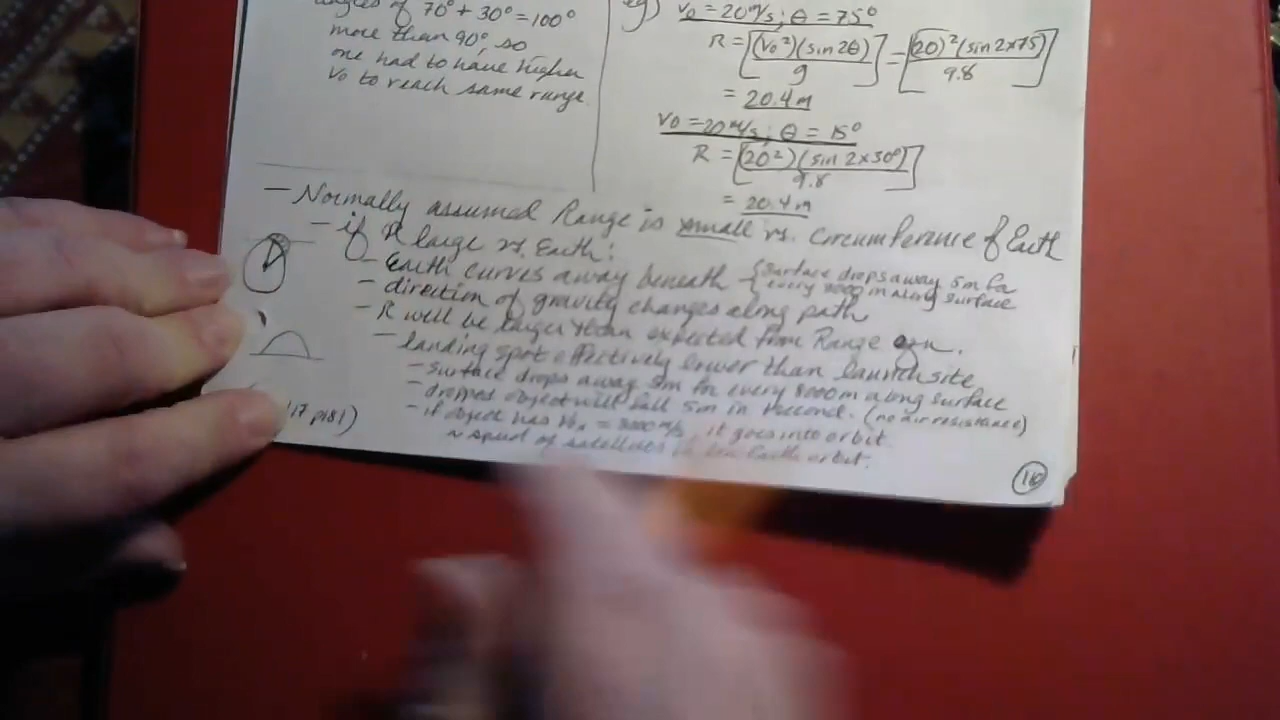 angles of 70° + 30° = 100°
more than 90°, so
one had to have higher
v0 to reach same range.
eg) v0 = 20 m/s; θ = 75°
R = [(v0²)(sin 2θ) / g] = [(20)²(sin 2×75) / 9.8]
= 20.4 m
v0 = 20 m/s; θ = 15°
R = [(20²)(sin 2×30°) / 9.8]
= 20.4 m
- Normally assumed Range is small vs. Circumference of Earth
- if R large vs. Earth:
- Earth curves away beneath - { surface drops away 5m for
every 8000 m along surface
- direction of gravity changes along path
- R will be larger than expected from Range eqn.
- landing spot effectively lower than launch site
- surface drops away 5m for every 8000m along surface
- dropped object will fall 5m in 1 second. (no air resistance)
- if object has = 8000 m/s, it goes into orbit
~ speed of satellites in Earth orbit.
p181)